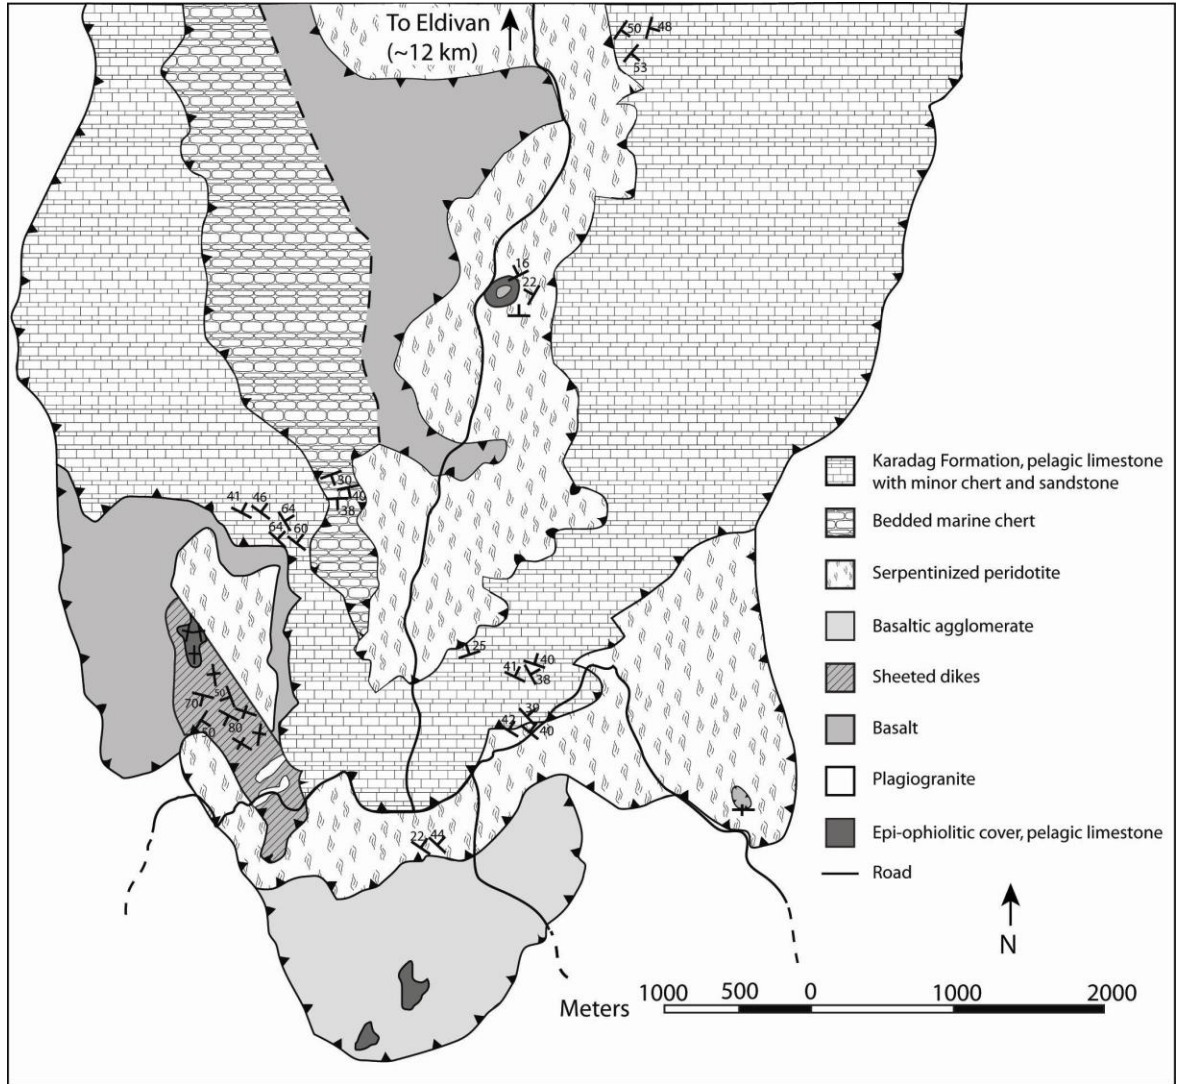 To Eldivan
(~12 km)
50
48
53
16
22
30
40
38
41
46
64
64
60
25
40
41
38
70
50
80
50
39
42
40
22
44
Karadag Formation, pelagic limestone
with minor chert and sandstone
Bedded marine chert
Serpentinized peridotite
Basaltic agglomerate
Sheeted dikes
Basalt
Plagiogranite
Epi-ophiolitic cover, pelagic limestone
Road
N
Meters
1000 500 0 1000 2000